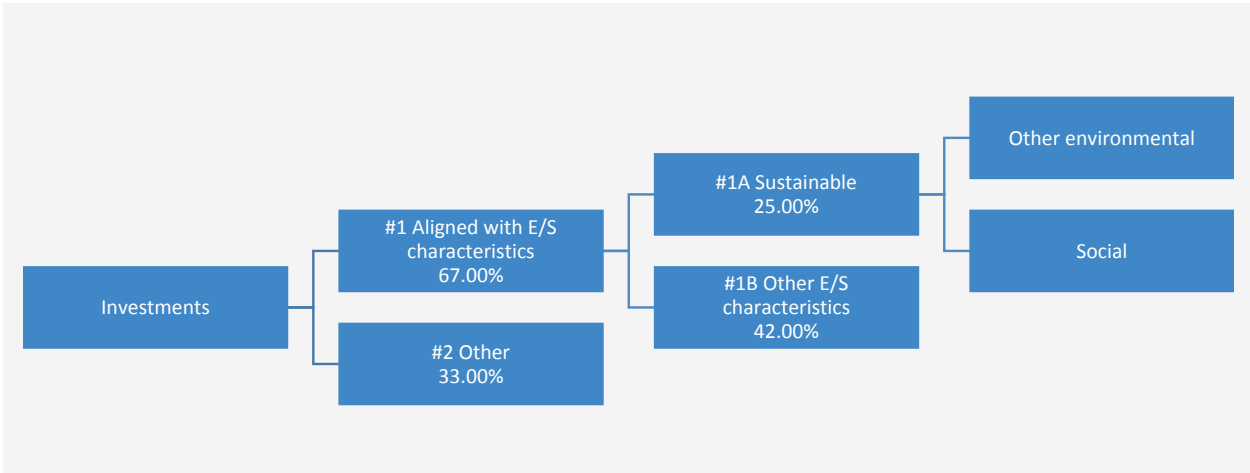 Investments
#1 Aligned with E/S
characteristics
67.00%
#2 Other
33.00%
#1A Sustainable
25.00%
#1B Other E/S
characteristics
42.00%
Other environmental
Social